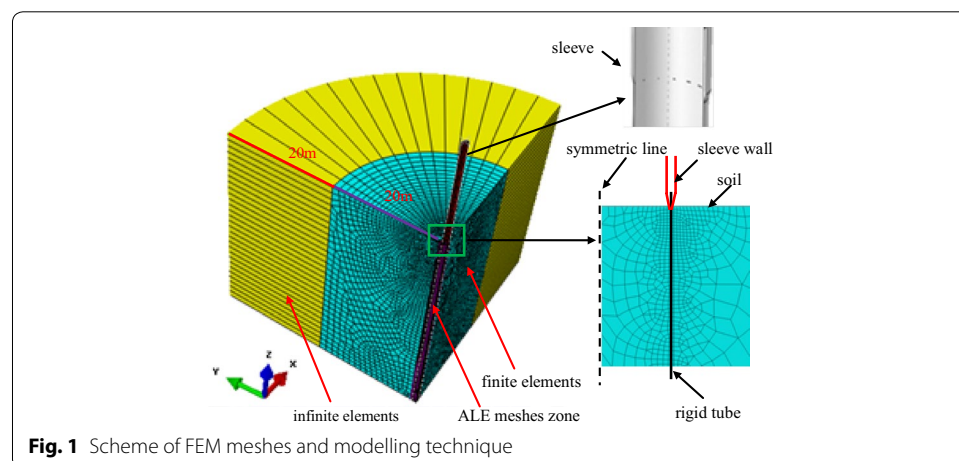 sleeve
symmetric line
sleeve wall
soil
20m
20m
Z
Y
X
finite elements
infinite elements
ALE meshes zone
rigid tube
Fig. 1 Scheme of FEM meshes and modelling technique